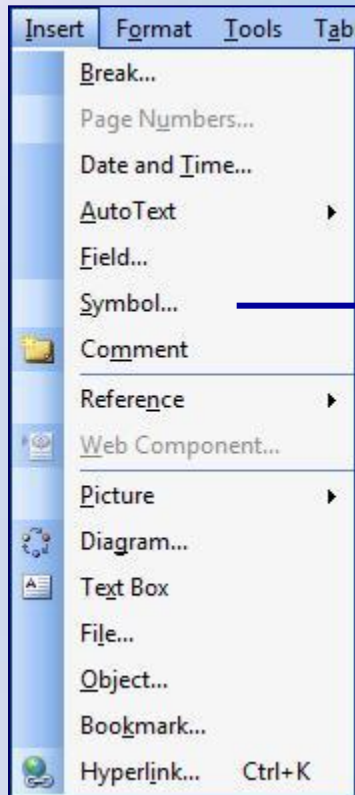 Insert Format Tools Tab
Break...
Page Numbers...
Date and Time...
AutoText
Field...
Symbol...
Comment
Reference
Web Component...
Picture
Diagram...
Text Box
File...
Object...
Bookmark...
Hyperlink... Ctrl+K